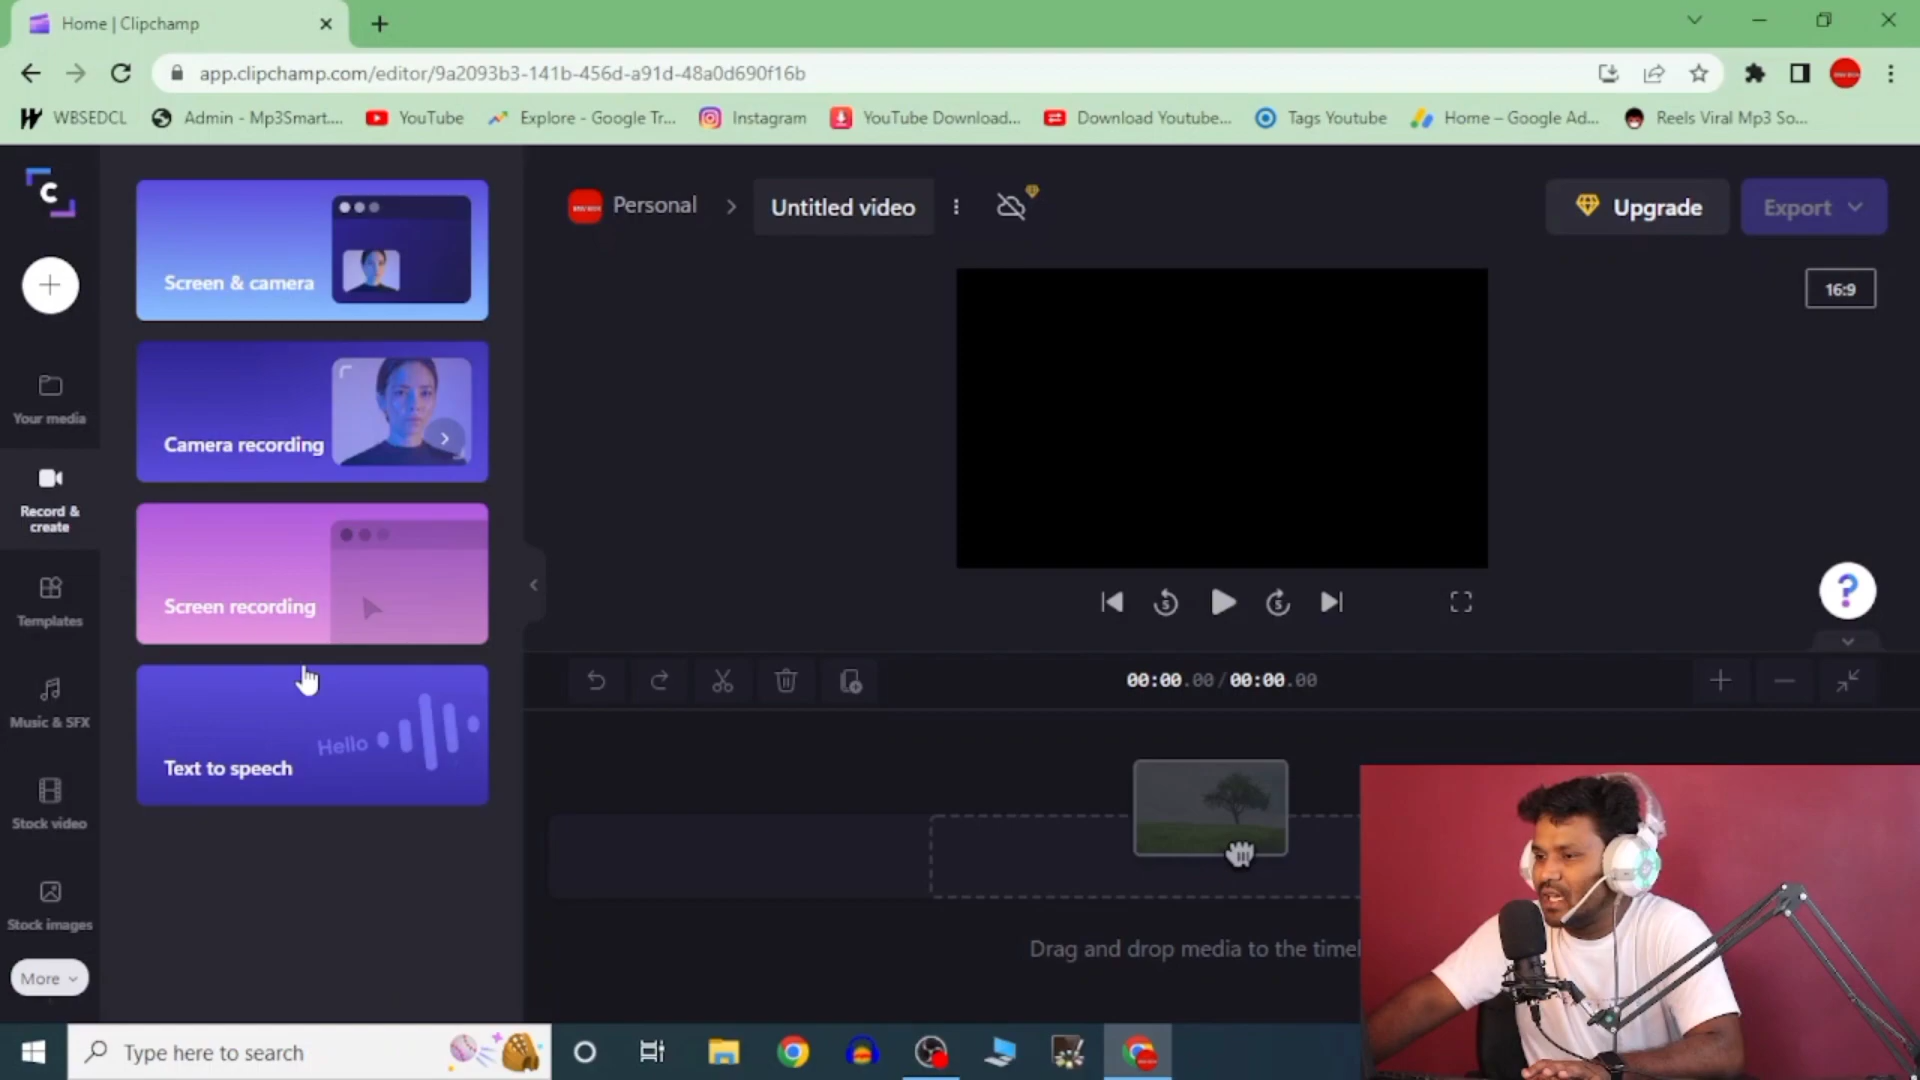 Home | Clipchamp
app.clipchamp.com/editor/9a2093b3-141b-456d-a91d-48a0d690f16b
WBSEDCL
Admin - Mp3Smart....
YouTube
Explore - Google Tr...
Instagram
YouTube Download...
Download Youtube...
Tags Youtube
Home – Google Ad...
Reels Viral Mp3 So...
C
Your media
Record &
create
Templates
Music & SFX
Stock video
Stock images
More
Screen & camera
Camera recording
Screen recording
Hello
Text to speech
Personal
Untitled video
Upgrade
Export
16:9
5
5
?
00:00.00/00:00.00
Drag and drop media to the timel
Type here to search